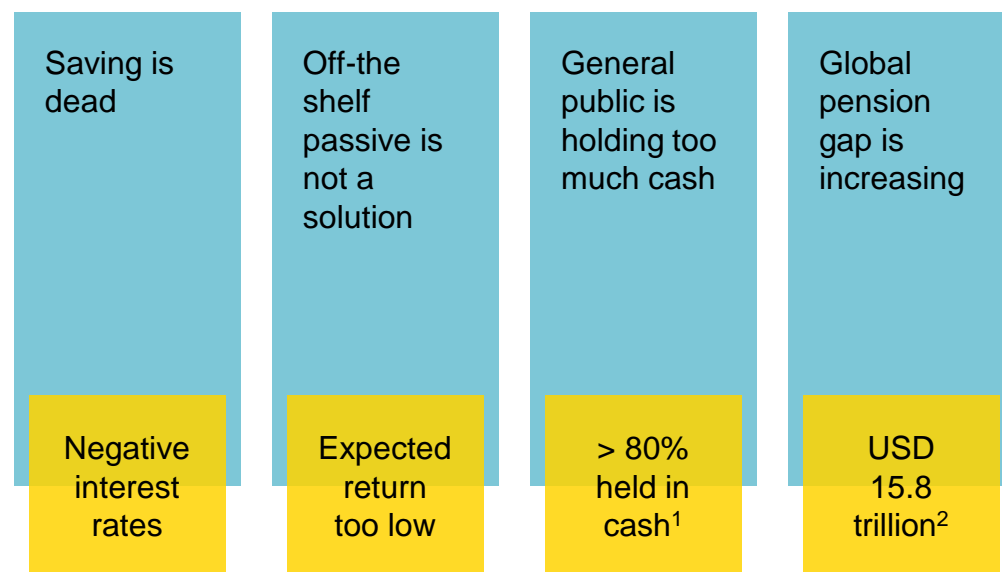 Saving is
dead
Off-the
shelf
passive is
not a
solution
General
public is
holding too
much cash
Global
pension
gap is
increasing
Negative
interest
rates
Expected
return
too low
> 80%
held in
cash¹
USD
15.8
trillion²